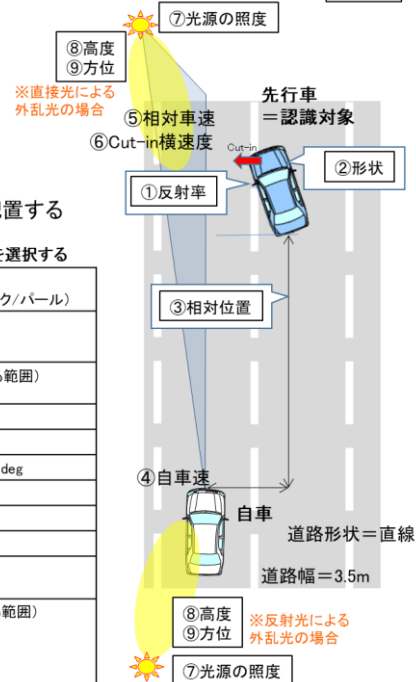 ⑦光源の照度
⑧高度
⑨方位
※直接光による
外乱光の場合
先行車
＝認識対象
⑤相対車速
⑥Cut-in横速度
Cut-in
②形状
①反射率
置する
を選択する
ク/パール）
③相対位置
範囲）
deg
④自車速
自車
道路形状＝直線
道路幅＝3.5m
範囲）
⑧高度
⑨方位
※反射光による
外乱光の場合
⑦光源の照度